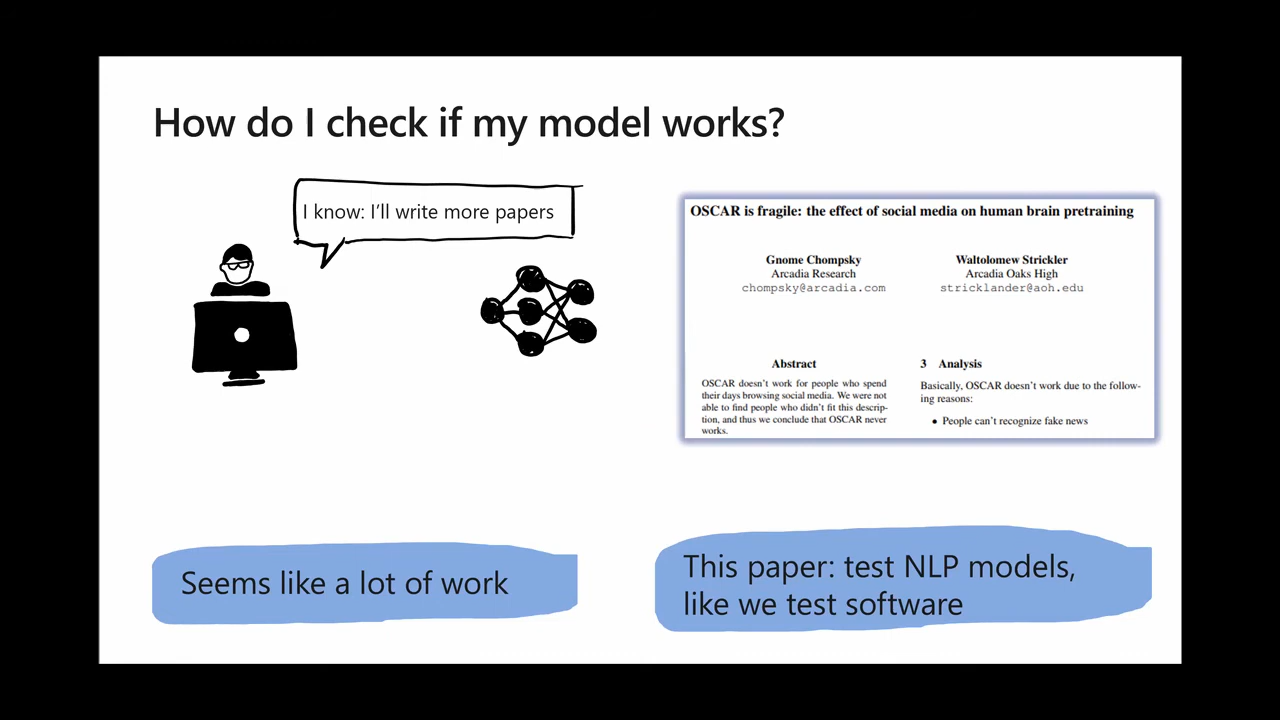 How do I check if my model works?
I know: I'll write more papers
OSCAR is fragile: the effect of social media on human brain pretraining
Gnome Chompsky
Arcadia Research
chompsky@arcadia.com
Waltolomew Strickler
Arcadia Oaks High
stricklander@aoh.edu
Abstract
OSCAR doesn't work for people who spend
their days browsing social media. We were not
able to find people who didn't fit this descrip-
tion, and thus we conclude that OSCAR never
works.
3 Analysis
Basically, OSCAR doesn't work due to the follow-
ing reasons:
• People can't recognize fake news
Seems like a lot of work
This paper: test NLP models,
like we test software